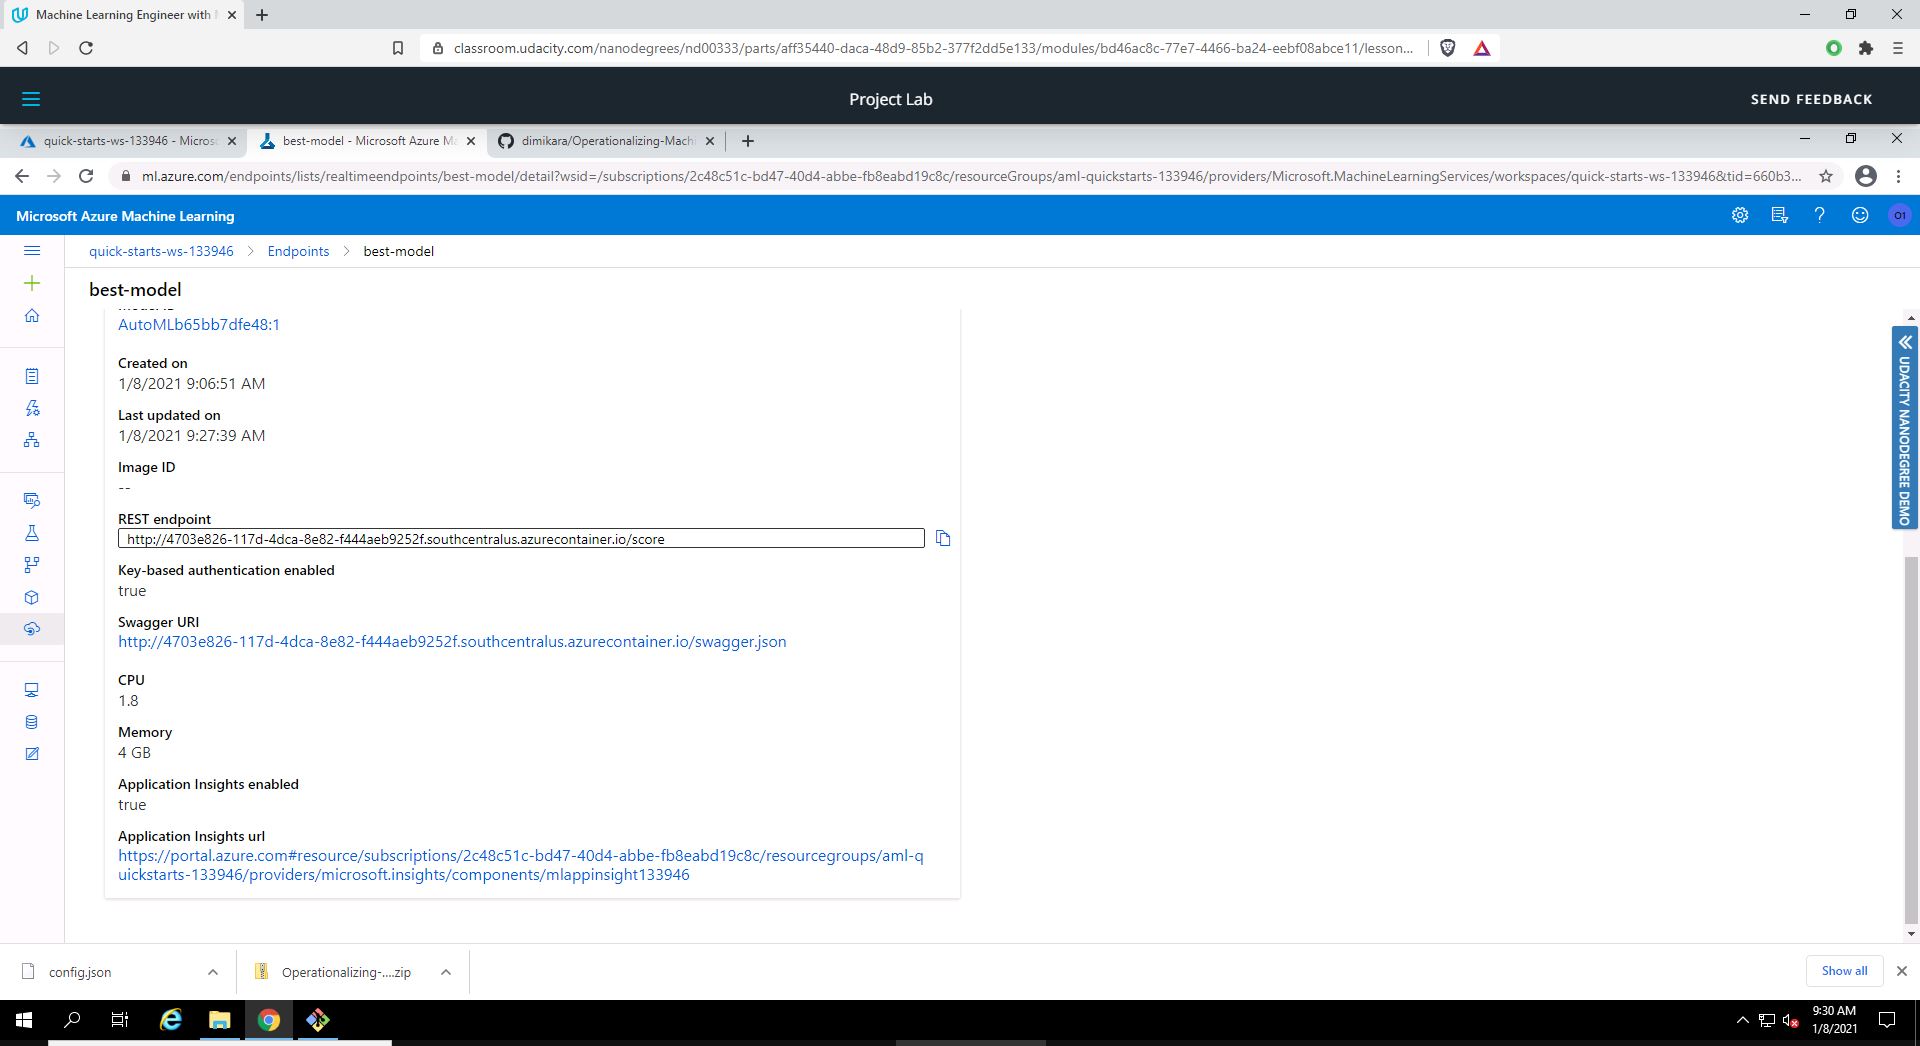 Machine Learning Engineer with
classroom.udacity.com/nanodegrees/nd00333/parts/aff35440-daca-48d9-85b2-377f2dd5e133/modules/bd46ac8c-77e7-4466-ba24-eebf08abce11/lesson...
Project Lab
SEND FEEDBACK
quick-starts-ws-133946 - Micros
best-model - Microsoft Azure Ma
dimikara/Operationalizing-Machi
ml.azure.com/endpoints/lists/realtimeendpoints/best-model/detail?wsid=/subscriptions/2c48c51c-bd47-40d4-abbe-fb8eabd19c8c/resourceGroups/aml-quickstarts-133946/providers/Microsoft.MachineLearningServices/workspaces/quick-starts-ws-133946&tid=660b3...
Microsoft Azure Machine Learning
O1
quick-starts-ws-133946 > Endpoints > best-model
best-model
AutoMLb65bb7dfe48:1
Created on
1/8/2021 9:06:51 AM
Last updated on
1/8/2021 9:27:39 AM
Image ID
--
REST endpoint
http://4703e826-117d-4dca-8e82-f444aeb9252f.southcentralus.azurecontainer.io/score
Key-based authentication enabled
true
Swagger URI
http://4703e826-117d-4dca-8e82-f444aeb9252f.southcentralus.azurecontainer.io/swagger.json
CPU
1.8
Memory
4 GB
Application Insights enabled
true
Application Insights url
https://portal.azure.com#resource/subscriptions/2c48c51c-bd47-40d4-abbe-fb8eabd19c8c/resourcegroups/aml-q
uickstarts-133946/providers/microsoft.insights/components/mlappinsight133946
UDACITY NANODEGREE DEMO
config.json
Operationalizing-....zip
Show all
9:30 AM
1/8/2021